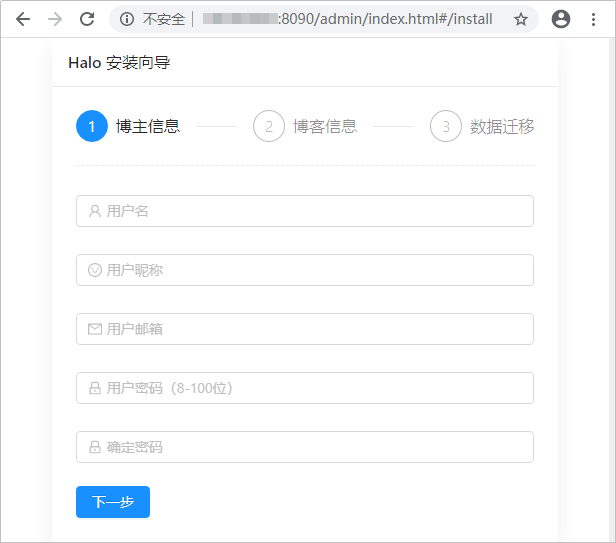 不安全 :8090/admin/index.html#/install
Halo 安装向导
1 博主信息 2 博客信息 3 数据迁移
用户名
用户昵称
用户邮箱
用户密码（8-100位）
确定密码
下一步